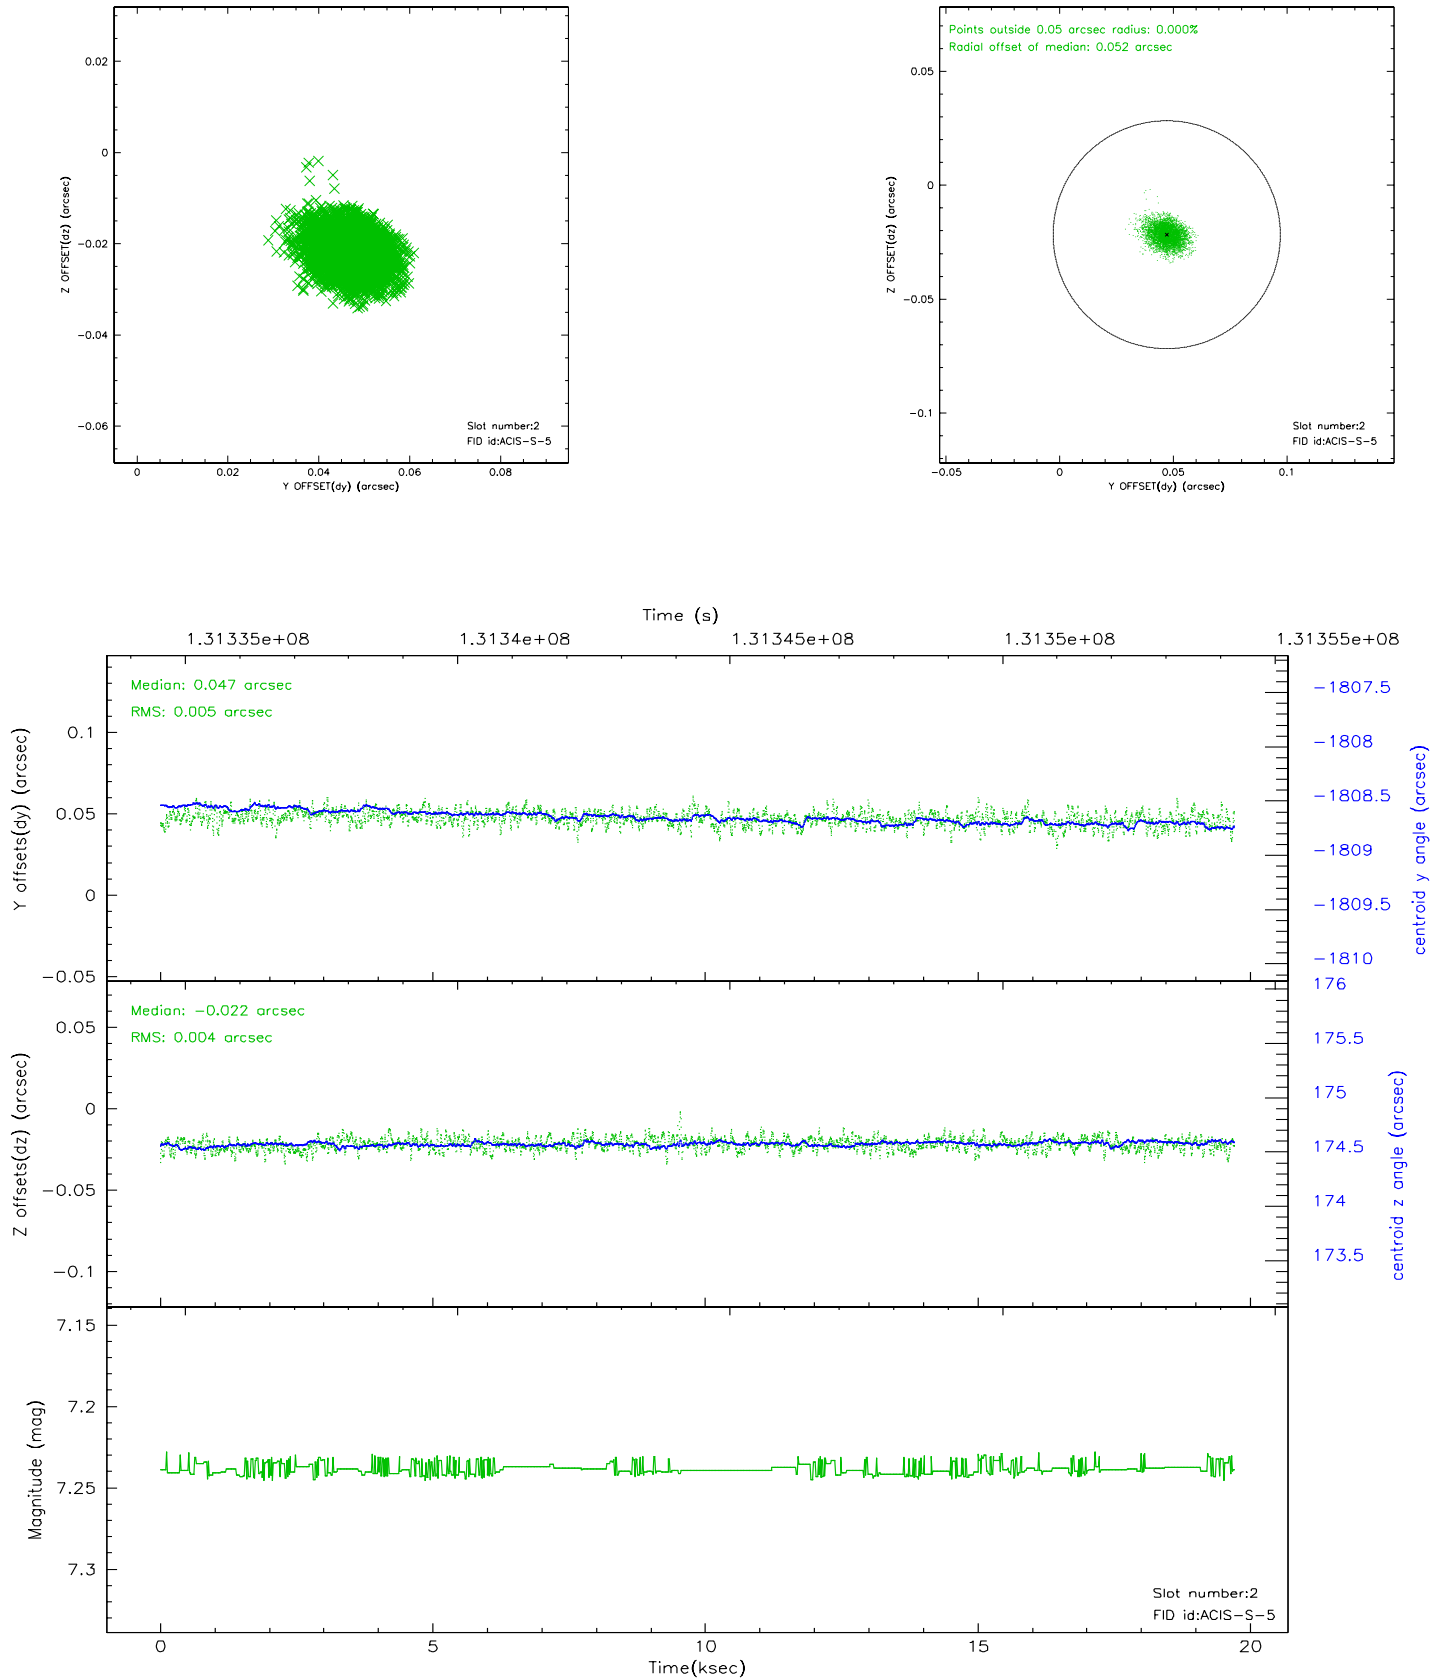 0.02
0
-0.02
-0.04
-0.06
Z OFFSET(dz) (arcsec)
Slot number:2
FID id:ACIS-S-5
0
0.02
0.04
0.06
0.08
Y OFFSET(dy) (arcsec)
Points outside 0.05 arcsec radius: 0.000%
Radial offset of median: 0.052 arcsec
0.05
0
-0.05
-0.1
Z OFFSET(dz) (arcsec)
Slot number:2
FID id:ACIS-S-5
-0.05
0
0.05
0.1
Y OFFSET(dy) (arcsec)
Time (s)
1.31335e+08
1.3134e+08
1.31345e+08
1.3135e+08
1.31355e+08
Median: 0.047 arcsec
RMS: 0.005 arcsec
0.1
0.05
0
-0.05
Y offsets(dy) (arcsec)
-1807.5
-1808
-1808.5
-1809
-1809.5
-1810
centroid y angle (arcsec)
Median: -0.022 arcsec
RMS: 0.004 arcsec
0.05
0
-0.05
-0.1
Z offsets(dz) (arcsec)
176
175.5
175
174.5
174
173.5
centroid z angle (arcsec)
7.15
7.2
7.25
7.3
Magnitude (mag)
Slot number:2
FID id:ACIS-S-5
0
5
10
15
20
Time(ksec)